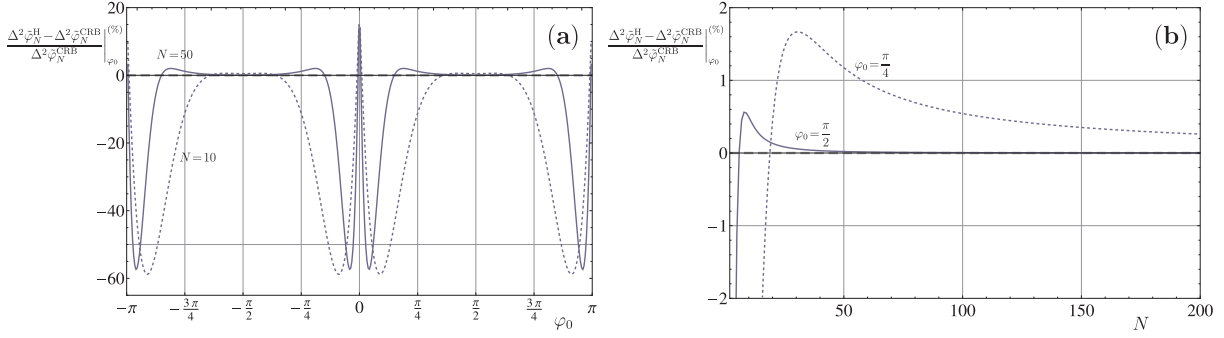 (a)
Δ²φ̃_N^H − Δ²φ̃_N^CRB
Δ²φ̃_N^CRB
|_φ₀^(%)
20
0
−20
−40
−60
N=50
N=10
−π
−3π/4
−π/2
−π/4
0
π/4
π/2
3π/4
π
φ₀
(b)
Δ²φ̃_N^H − Δ²φ̃_N^CRB
Δ²φ̃_N^CRB
|_φ₀^(%)
2
1
0
−1
−2
φ₀=π/4
φ₀=π/2
50
100
150
200
N